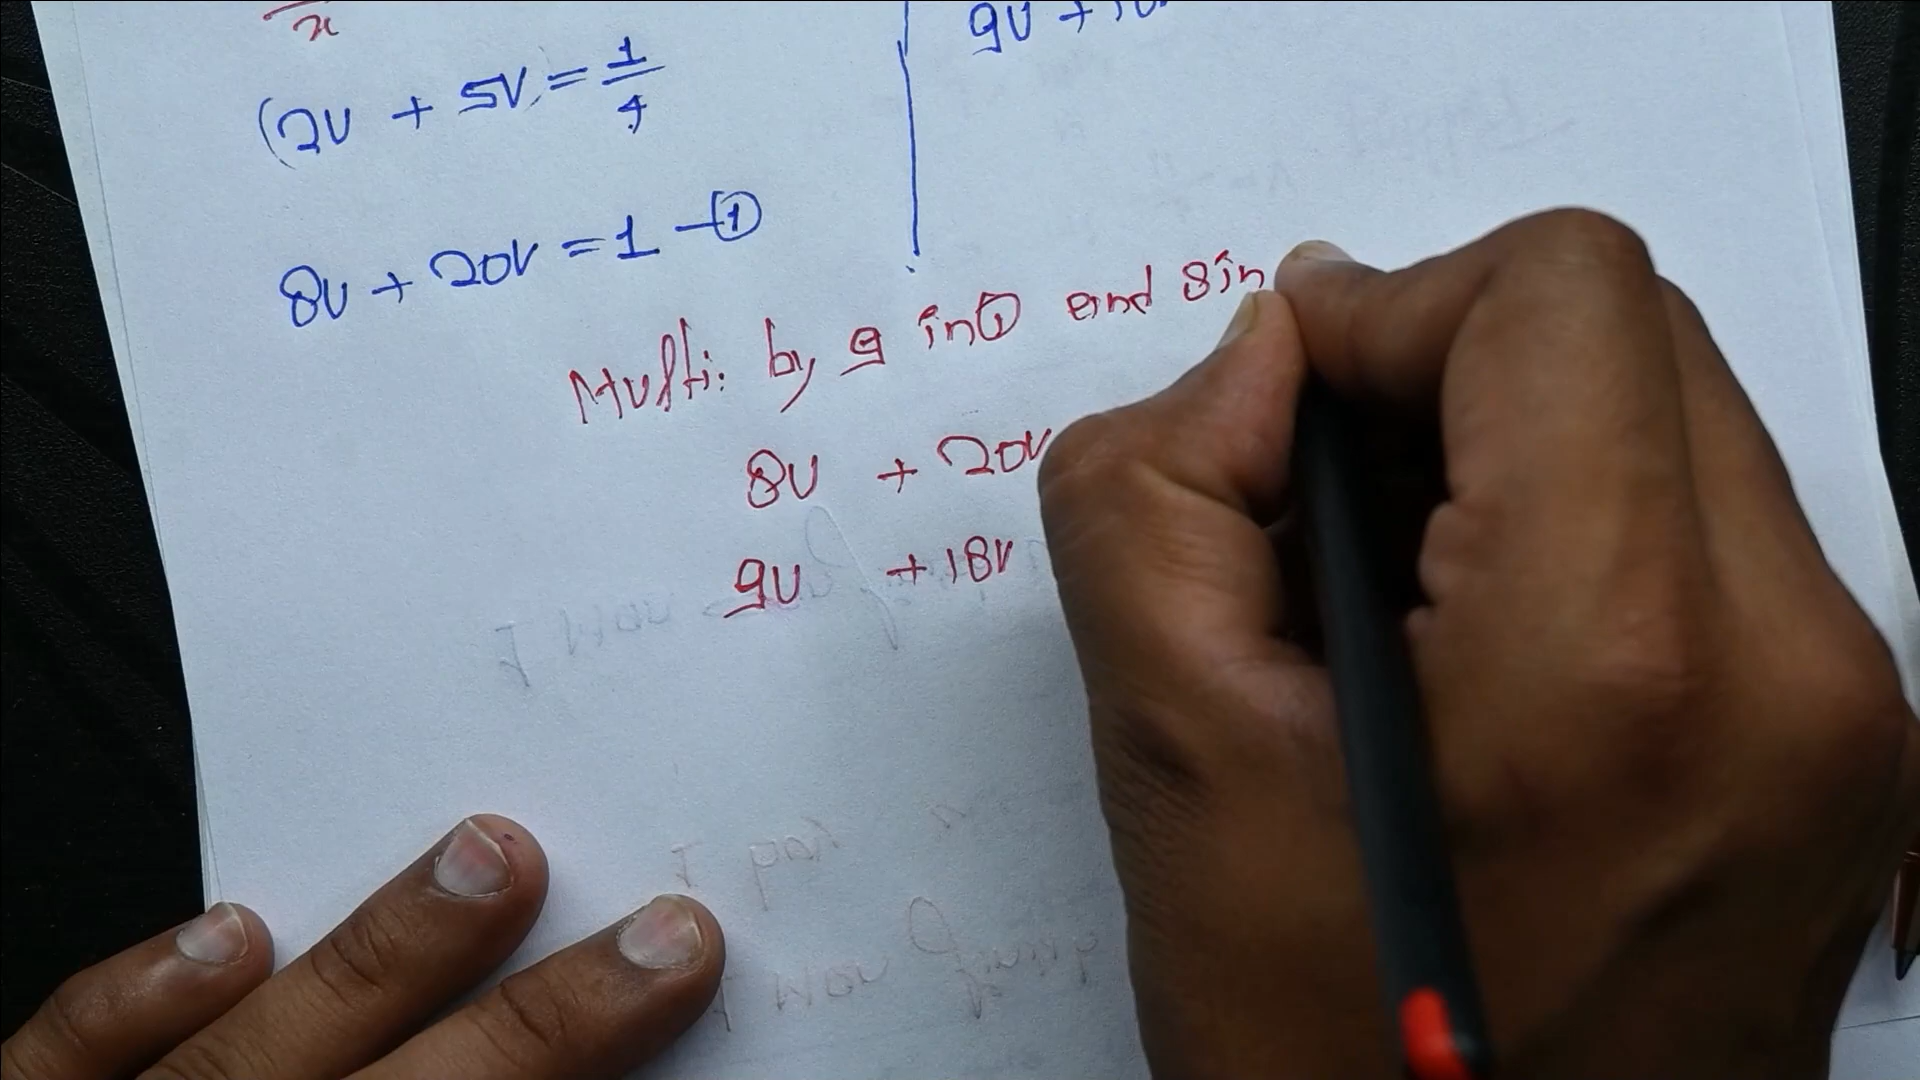 x
(2u + 5v) = 1/4
8u + 20v = 1 - ①
9u + 18
Multi: by 9 in ① and 8 in
8u + 20v
9u + 18v